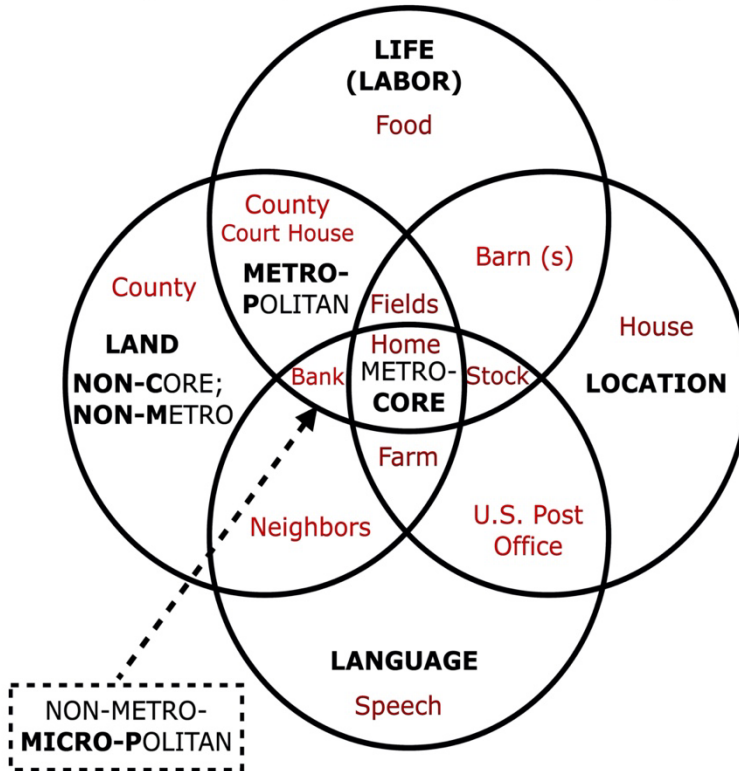 LIFE
(LABOR)
Food
County
Court House
METRO-
POLITAN
Barn (s)
County
Fields
House
LAND
NON-CORE;
NON-METRO
Bank
Home
METRO-
CORE
Stock
LOCATION
Farm
Neighbors
U.S. Post
Office
LANGUAGE
Speech
NON-METRO-
MICRO-POLITAN